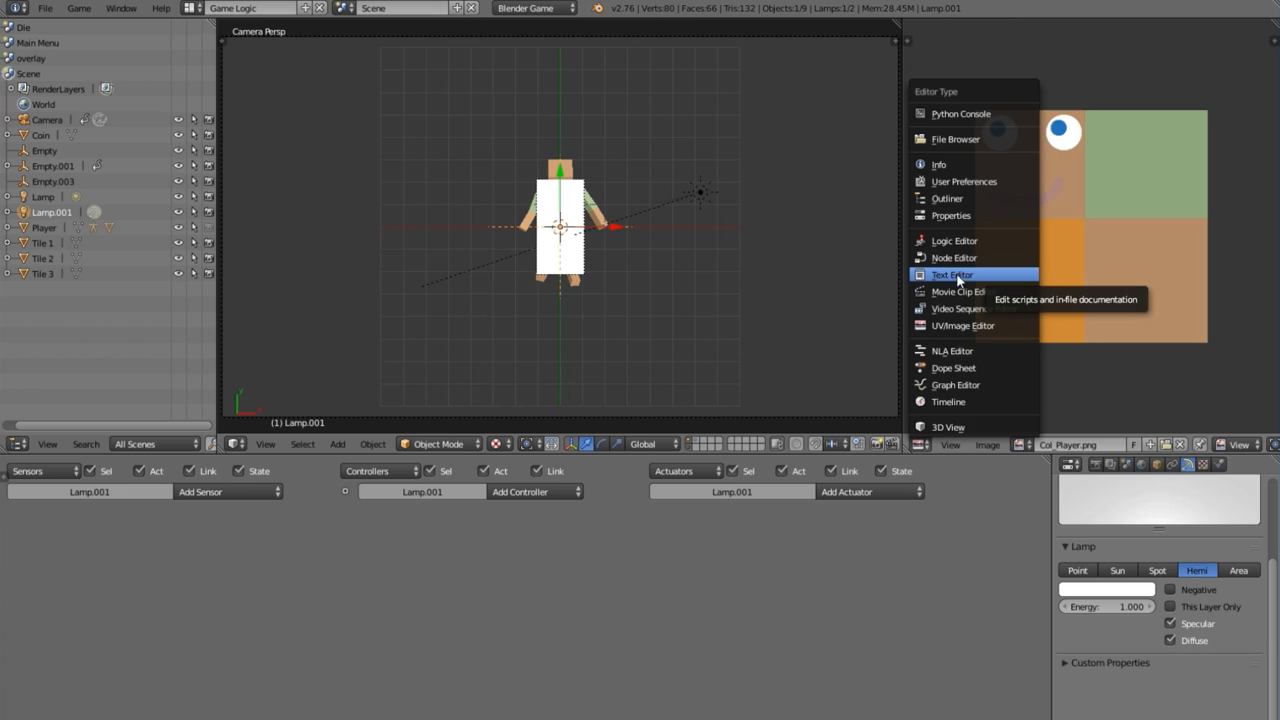 File Game Window Help Game Logic Scene Blender Game v2.76 | Verts:80 | Faces:66 | Tris:132 | Objects:1/9 | Lamps:1/2 | Mem:28.45M | Lamp.001
Die
Main Menu
overlay
Scene
RenderLayers
World
Camera
Coin
Empty
Empty.001
Empty.003
Lamp
Lamp.001
Player
Tile 1
Tile 2
Tile 3
View Search All Scenes
Camera Persp
(1) Lamp.001
View Select Add Object Object Mode Global
Editor Type
Python Console
File Browser
Info
User Preferences
Outliner
Properties
Logic Editor
Node Editor
Text Editor
Movie Clip Edi
Edit scripts and in-file documentation
Video Sequenc
UV/Image Editor
NLA Editor
Dope Sheet
Graph Editor
Timeline
3D View
View Image Col_Player.png F View
Sensors Sel Act Link State Controllers Sel Act Link Actuators Sel Act Link State
Lamp.001 Add Sensor Lamp.001 Add Controller Lamp.001 Add Actuator
Lamp
Point Sun Spot Hemi Area
Negative
Energy: 1.000 This Layer Only
Specular
Diffuse
Custom Properties